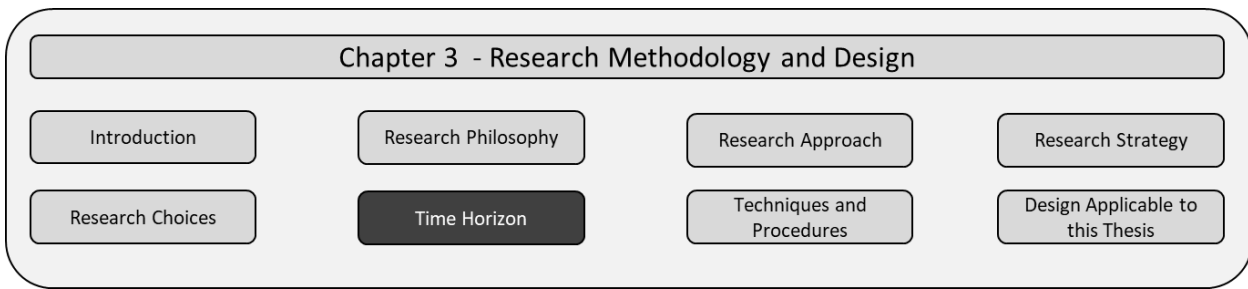 Chapter 3 - Research Methodology and Design
Introduction
Research Philosophy
Research Approach
Research Strategy
Research Choices
Time Horizon
Techniques and
Procedures
Design Applicable to
this Thesis